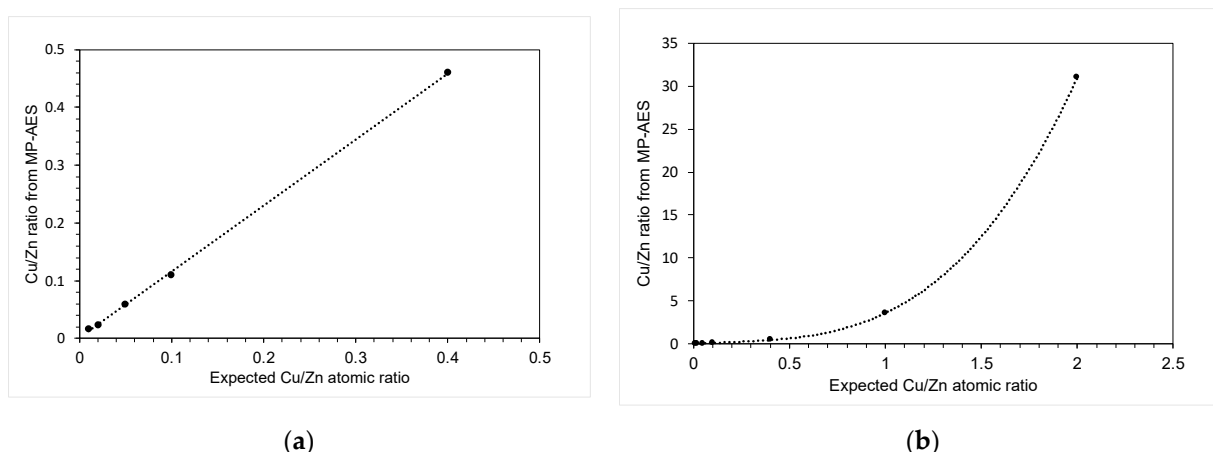 0.5
0.4
0.3
0.2
0.1
0
0 0.1 0.2 0.3 0.4 0.5
Cu/Zn ratio from MP-AES
Expected Cu/Zn atomic ratio
(a)
35
30
25
20
15
10
5
0
0 0.5 1 1.5 2 2.5
Cu/Zn ratio from MP-AES
Expected Cu/Zn atomic ratio
(b)